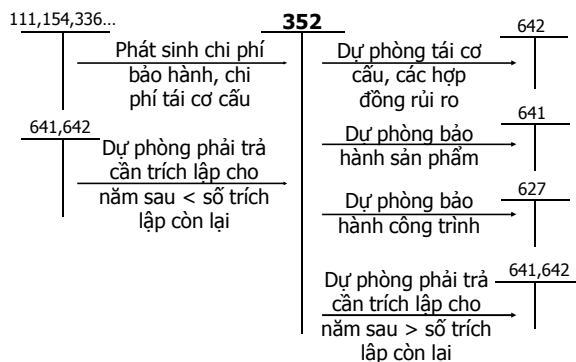 111,154,336...
Phát sinh chi phí
bảo hành, chi
phí tái cơ cấu
641,642
Dự phòng phải trả
cần trích lập cho
năm sau < số trích
lập còn lại
352
Dự phòng tái cơ
cấu, các hợp
đồng rủi ro
642
Dự phòng bảo
hành sản phẩm
641
Dự phòng bảo
hành công trình
627
Dự phòng phải trả
cần trích lập cho
năm sau > số trích
lập còn lại
641,642